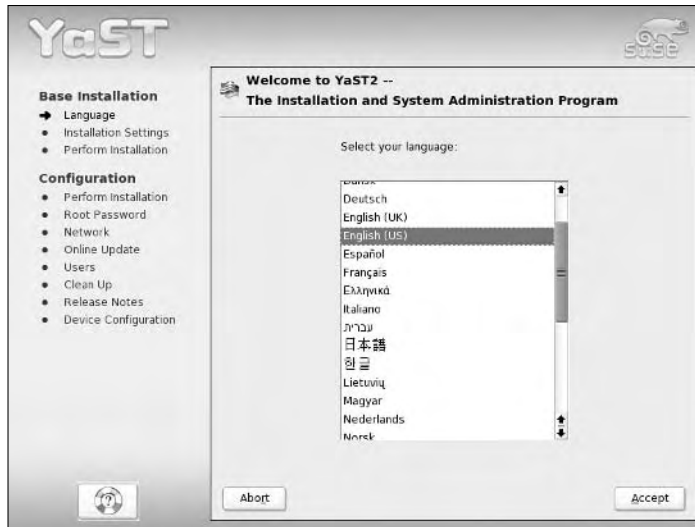 YaST
SUSE
Base Installation
Language
Installation Settings
Perform Installation
Configuration
Perform Installation
Root Password
Network
Online Update
Users
Clean Up
Release Notes
Device Configuration
Welcome to YaST2 --
The Installation and System Administration Program
Select your language:
Dansk
Deutsch
English (UK)
English (US)
Español
Français
Ελληνικά
Italiano
עברית
日本語
한글
Lietuvių
Magyar
Nederlands
Norsk
Abort
Accept